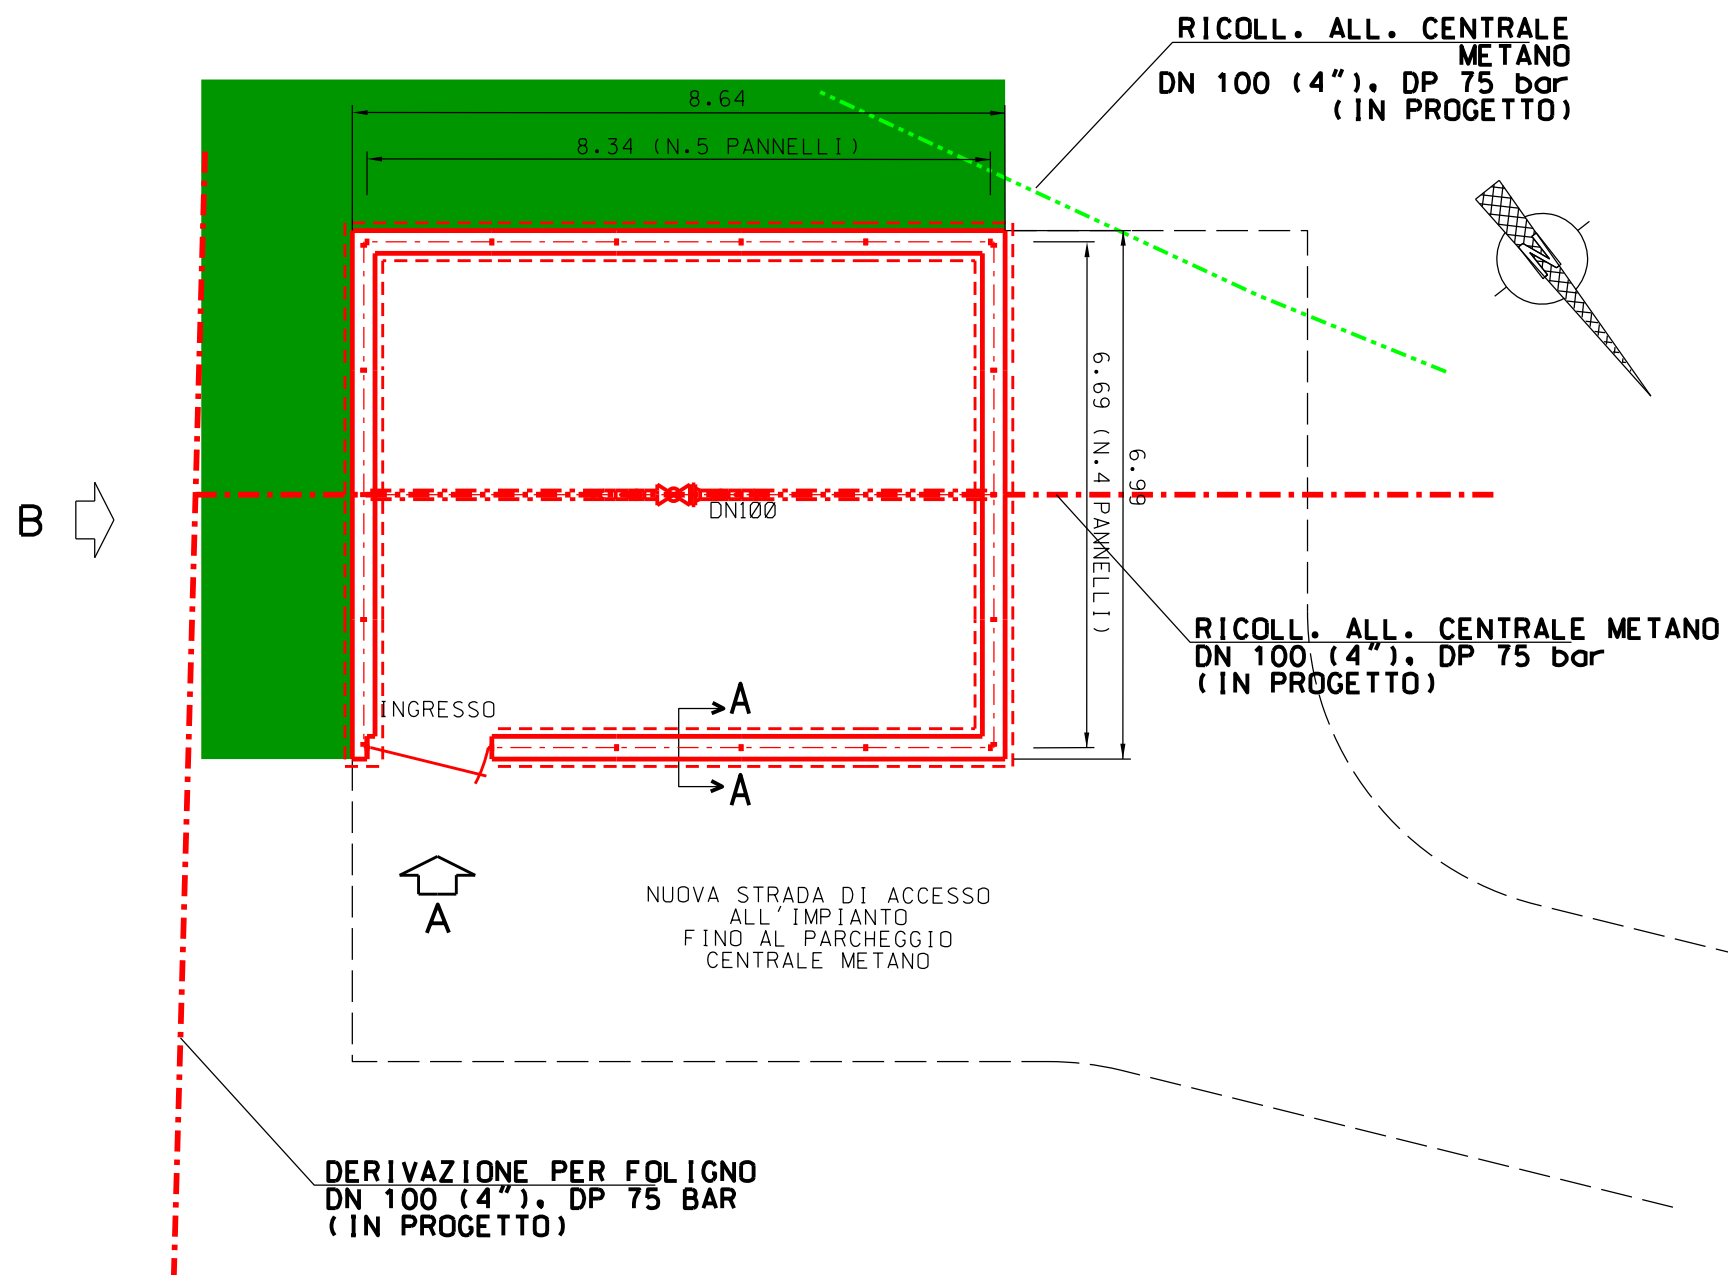 RICOLL. ALL. CENTRALE
METANO
DN 100 (4"), DP 75 bar
(IN PROGETTO)
8.64
8.34 (N.5 PANNELLI)
N
6.69 (N.4 PANNELLI)
6.99
B
DN100
RICOLL. ALL. CENTRALE METANO
DN 100 (4"), DP 75 bar
(IN PROGETTO)
INGRESSO
A
A
A
NUOVA STRADA DI ACCESSO
ALL'IMPIANTO
FINO AL PARCHEGGIO
CENTRALE METANO
DERIVAZIONE PER FOLIGNO
DN 100 (4"), DP 75 BAR
(IN PROGETTO)